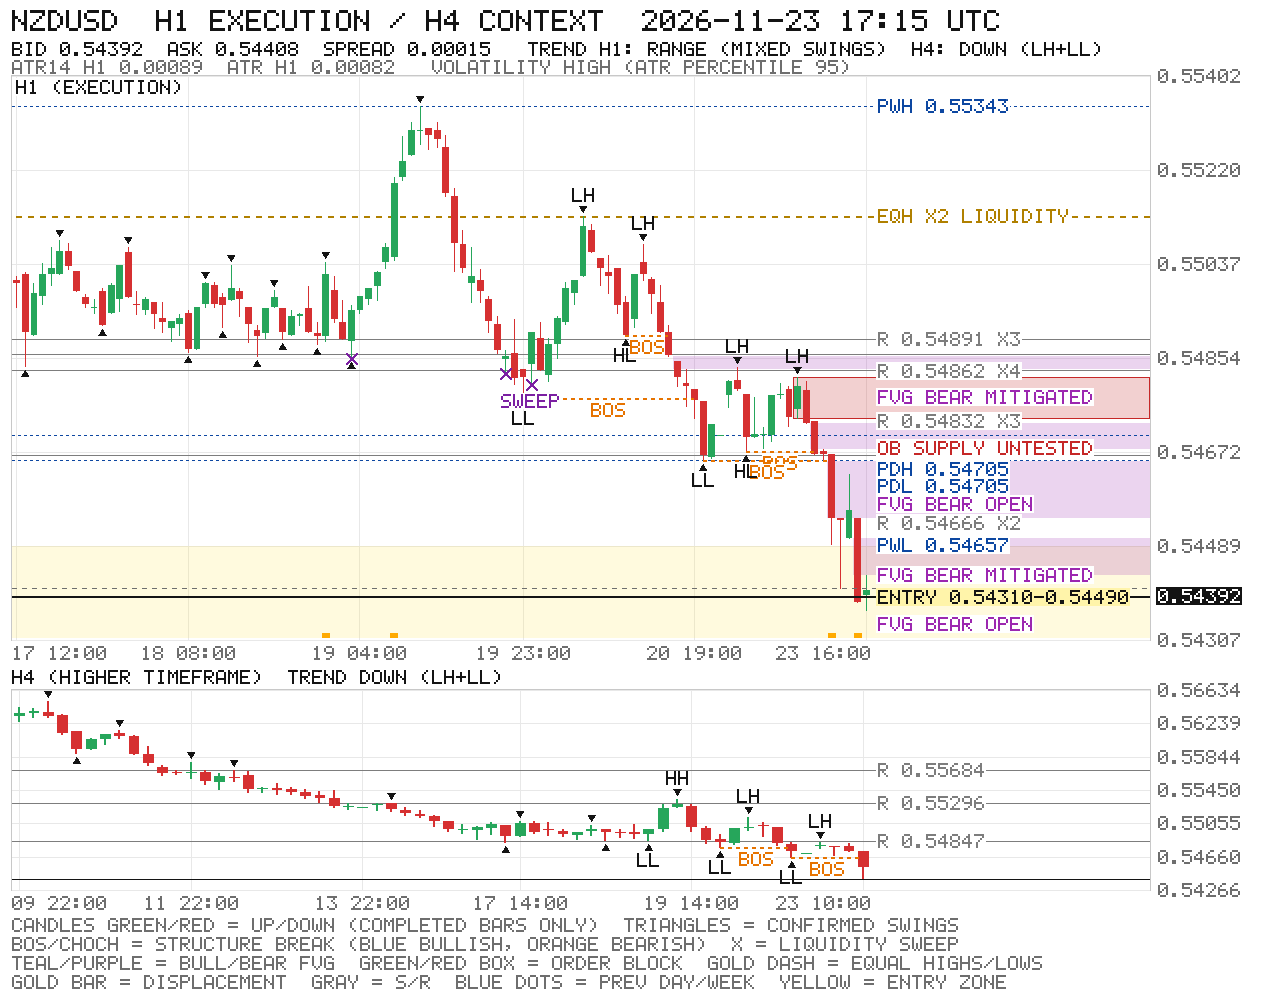 NZDUSD  H1 EXECUTION / H4 CONTEXT  2026-11-23 17:15 UTC
BID 0.54392  ASK 0.54408  SPREAD 0.00015   TREND H1: RANGE (MIXED SWINGS)  H4: DOWN (LH+LL)
ATR14 H1 0.00089  ATR H1 0.00082   VOLATILITY HIGH (ATR PERCENTILE 95)
0.55402
H1 (EXECUTION)
PWH 0.55343
0.55220
LH
EQH X2 LIQUIDITY
LH
0.55037
R 0.54891 X3
BOS
LH
HL
LH
0.54854
R 0.54862 X4
FVG BEAR MITIGATED
SWEEP
BOS
LL
R 0.54832 X3
OB SUPPLY UNTESTED
0.54672
BOS
PDH 0.54705
HL
BOS
LL
PDL 0.54705
FVG BEAR OPEN
R 0.54666 X2
PWL 0.54657
0.54489
FVG BEAR MITIGATED
ENTRY 0.54310-0.54490
0.54392
FVG BEAR OPEN
0.54307
17 12:00
18 08:00
19 04:00
19 23:00
20 19:00
23 16:00
H4 (HIGHER TIMEFRAME)  TREND DOWN (LH+LL)
0.56634
0.56239
0.55844
R 0.55684
HH
0.55450
R 0.55296
LH
LH
0.55055
R 0.54847
LL
BOS
0.54660
LL
BOS
LL
0.54266
09 22:00
11 22:00
13 22:00
17 14:00
19 14:00
23 10:00
CANDLES GREEN/RED = UP/DOWN (COMPLETED BARS ONLY)  TRIANGLES = CONFIRMED SWINGS
BOS/CHOCH = STRUCTURE BREAK (BLUE BULLISH, ORANGE BEARISH)  X = LIQUIDITY SWEEP
TEAL/PURPLE = BULL/BEAR FVG  GREEN/RED BOX = ORDER BLOCK  GOLD DASH = EQUAL HIGHS/LOWS
GOLD BAR = DISPLACEMENT  GRAY = S/R  BLUE DOTS = PREV DAY/WEEK  YELLOW = ENTRY ZONE